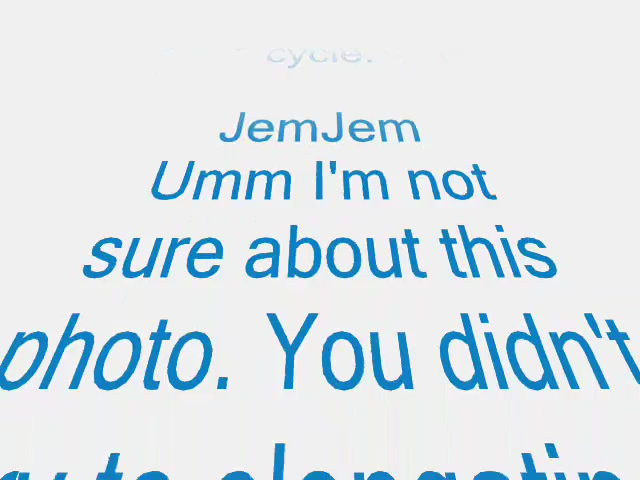 cycle.
JemJem
Umm I'm not
sure about this
photo. You didn't